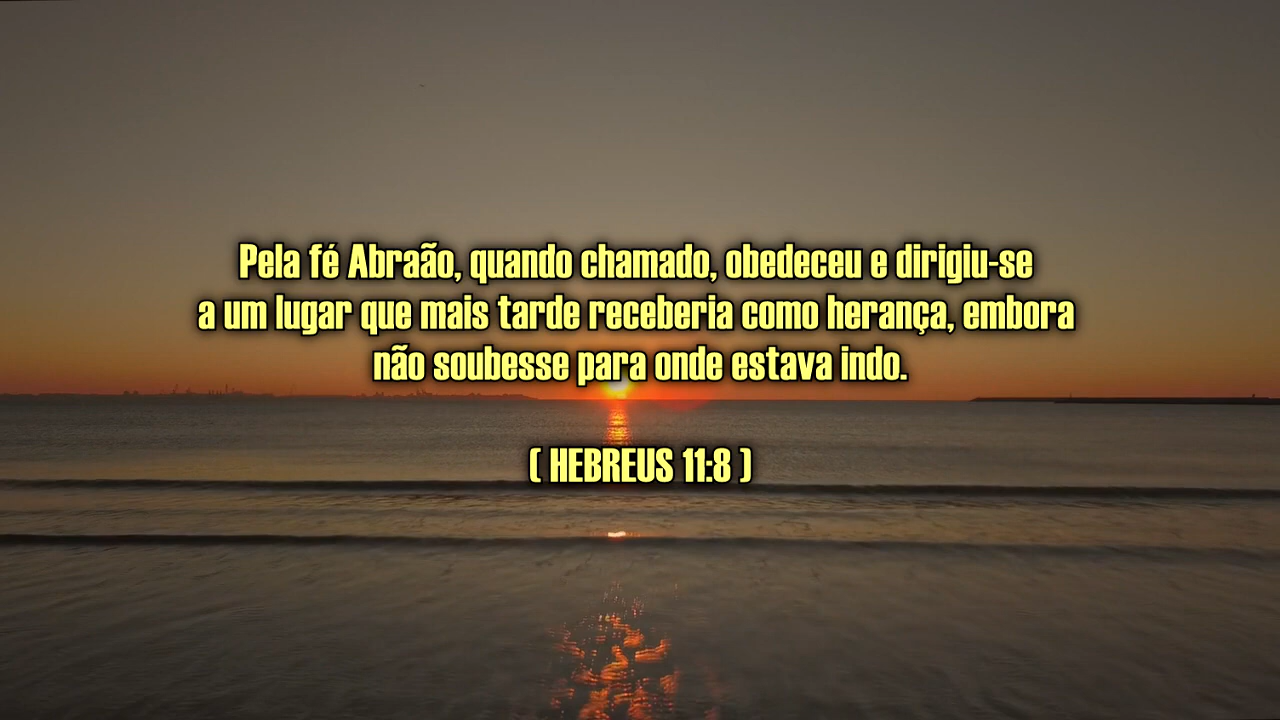 Pela fé Abraão, quando chamado, obedeceu e dirigiu-se
a um lugar que mais tarde receberia como herança, embora
não soubesse para onde estava indo.
( HEBREUS 11:8 )